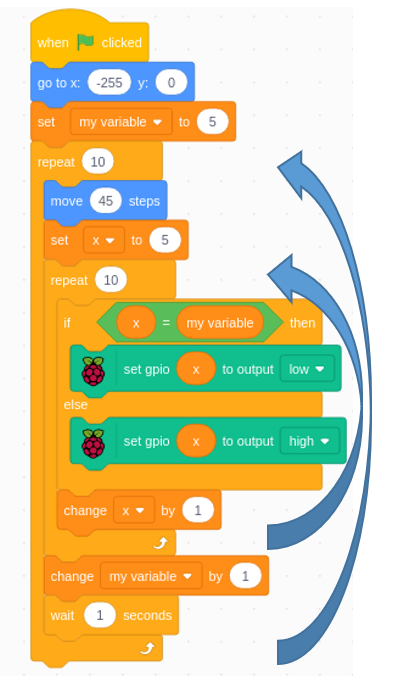 when clicked
go to x: -255 y: 0
set my variable to 5
repeat 10
move 45 steps
set x to 5
repeat 10
if x = my variable then
set gpio x to output low
else
set gpio x to output high
change x by 1
change my variable by 1
wait 1 seconds